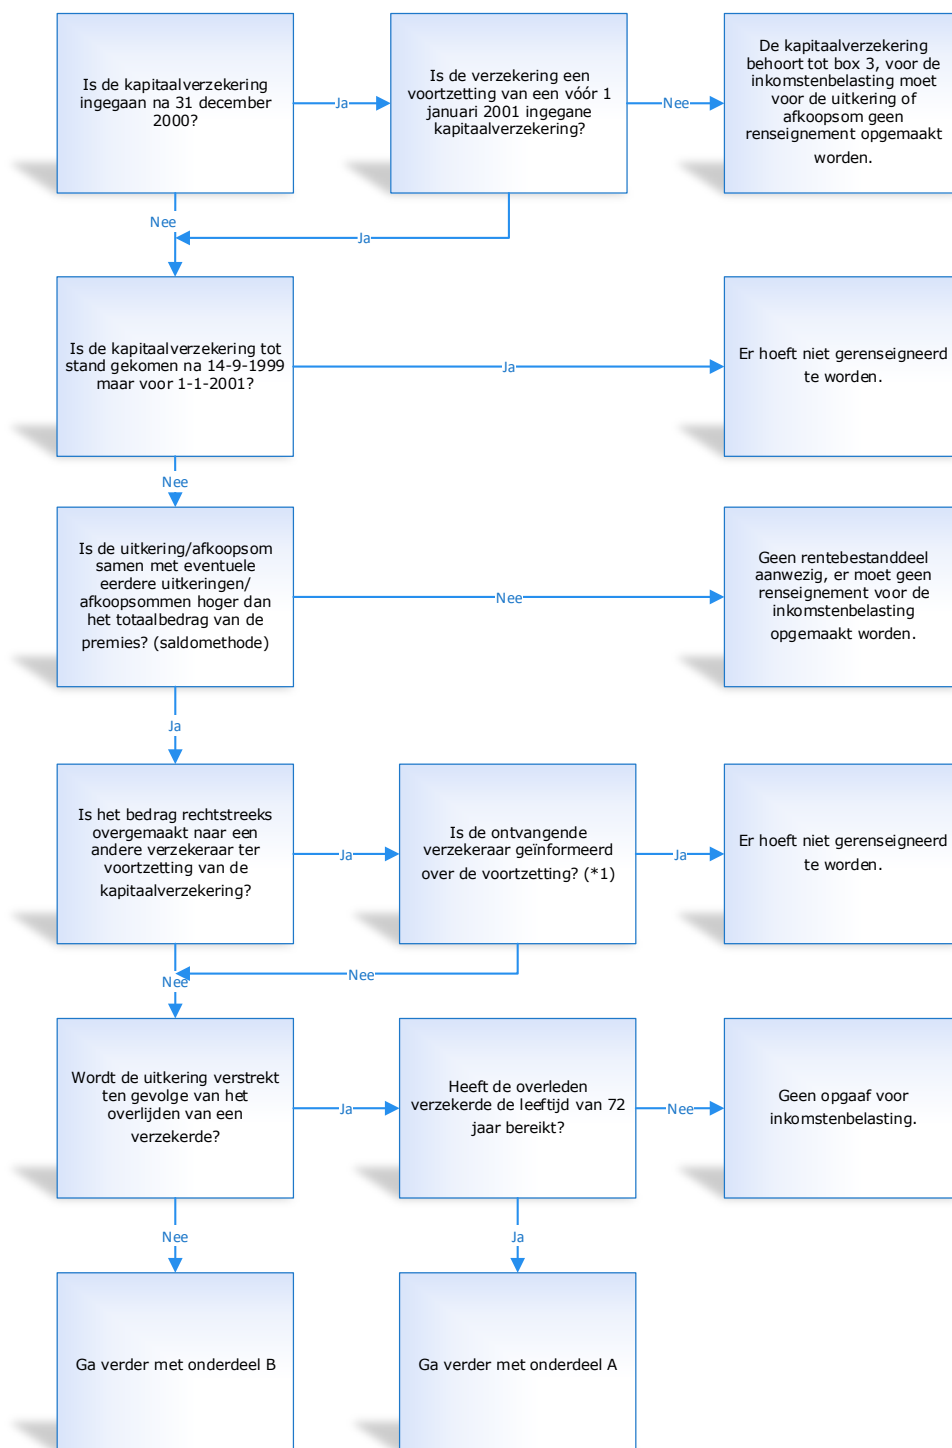 Is de kapitaalverzekering
ingegaan na 31 december
2000?
Ja
Is de verzekering een
voortzetting van een vóór 1
januari 2001 ingegane
kapitaalverzekering?
Nee
De kapitaalverzekering
behoort tot box 3, voor de
inkomstenbelasting moet
voor de uitkering of
afkoopsom geen
renseignement opgemaakt
worden.
Nee
Ja
Is de kapitaalverzekering tot
stand gekomen na 14-9-1999
maar voor 1-1-2001?
Ja
Er hoeft niet gerenseigneerd
te worden.
Nee
Is de uitkering/afkoopsom
samen met eventuele
eerdere uitkeringen/
afkoopsommen hoger dan
het totaalbedrag van de
premies? (saldomethode)
Nee
Geen rentebestanddeel
aanwezig, er moet geen
renseignement voor de
inkomstenbelasting
opgemaakt worden.
Ja
Is het bedrag rechtstreeks
overgemaakt naar een
andere verzekeraar ter
voortzetting van de
kapitaalverzekering?
Ja
Is de ontvangende
verzekeraar geïnformeerd
over de voortzetting? (*1)
Ja
Er hoeft niet gerenseigneerd
te worden.
Nee
Nee
Wordt de uitkering verstrekt
ten gevolge van het
overlijden van een
verzekerde?
Ja
Heeft de overleden
verzekerde de leeftijd van 72
jaar bereikt?
Nee
Geen opgaaf voor
inkomstenbelasting.
Nee
Ja
Ga verder met onderdeel B
Ga verder met onderdeel A